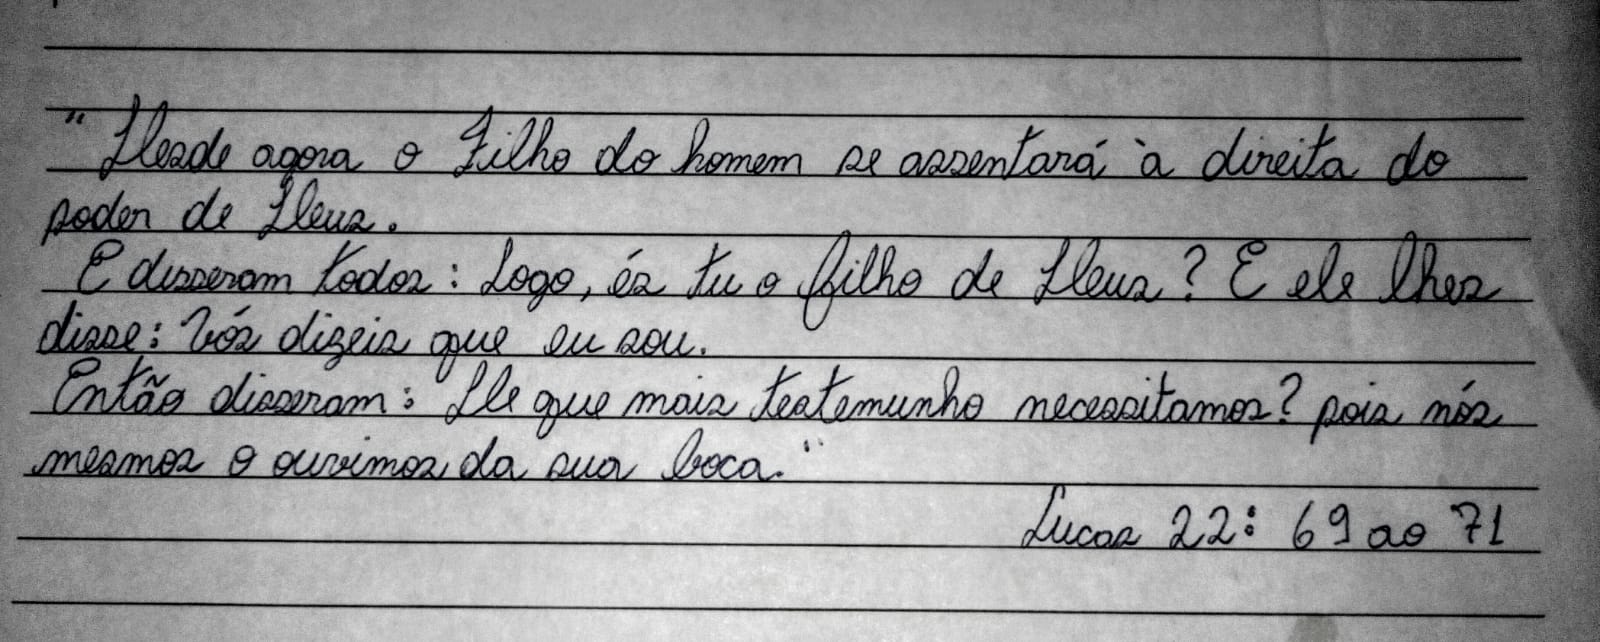 "Desde agora o Filho do homem se assentará à direita do
poder de Deus.
E disseram todos: Logo, és tu o filho de Deus? E ele lhes
disse: Vós dizeis que eu sou.
Então disseram: De que mais testemunho necessitamos? pois nós
mesmos o ouvimos da sua boca."
Lucas 22: 69 ao 71